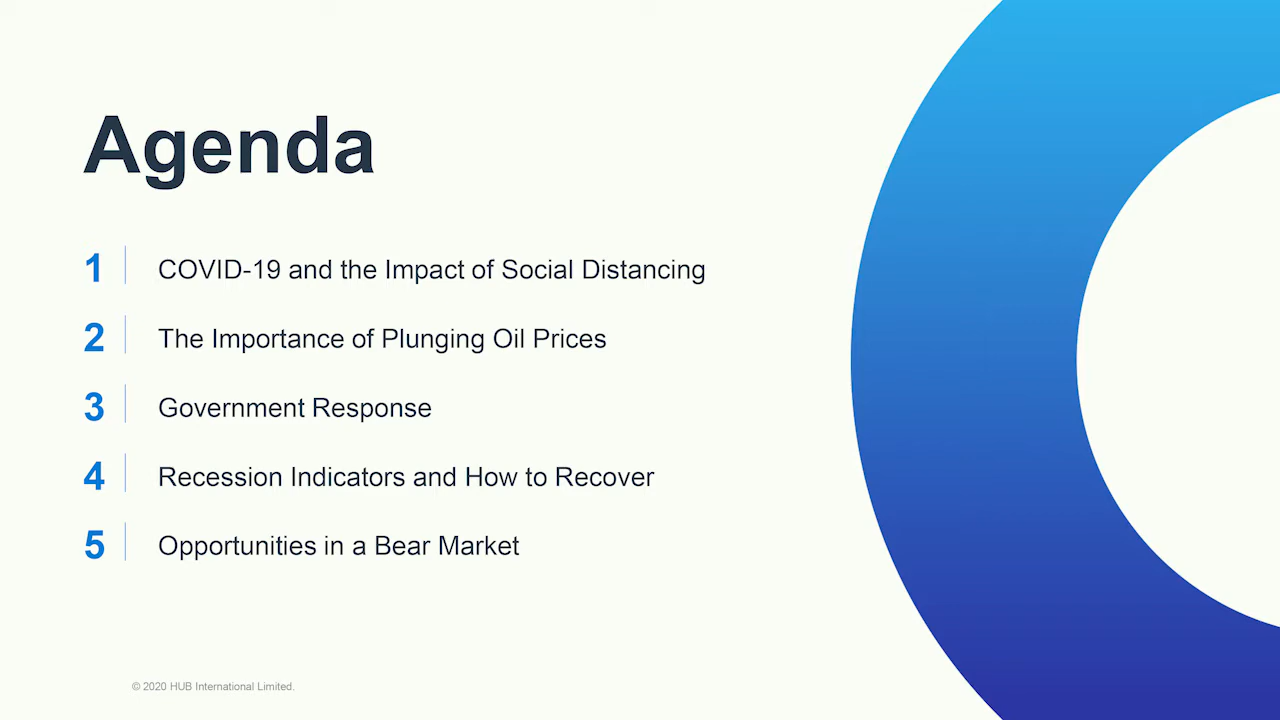 Agenda
1 COVID-19 and the Impact of Social Distancing
2 The Importance of Plunging Oil Prices
3 Government Response
4 Recession Indicators and How to Recover
5 Opportunities in a Bear Market
© 2020 HUB International Limited.